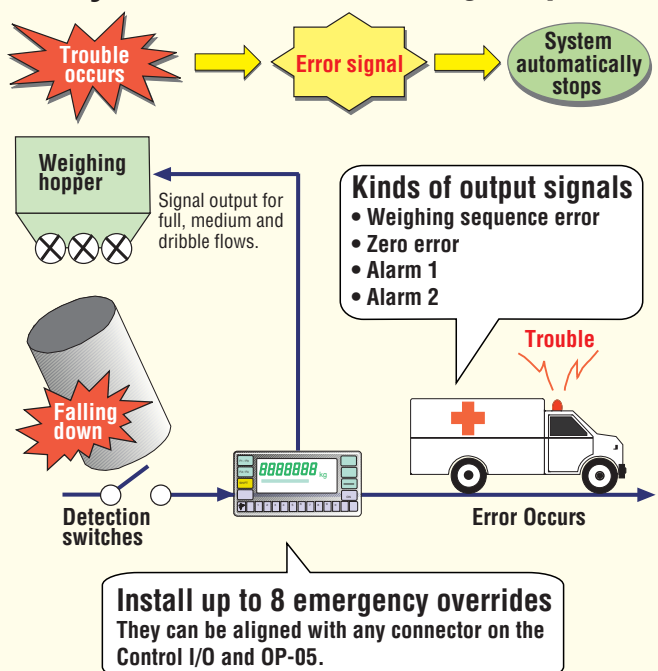 Trouble
occurs
Error signal
System
automatically
stops
Weighing
hopper
Signal output for
full, medium and
dribble flows.
Kinds of output signals
• Weighing sequence error
• Zero error
• Alarm 1
• Alarm 2
Trouble
Falling
down
8888888 kg
Detection
switches
Error Occurs
Install up to 8 emergency overrides
They can be aligned with any connector on the
Control I/O and OP-05.